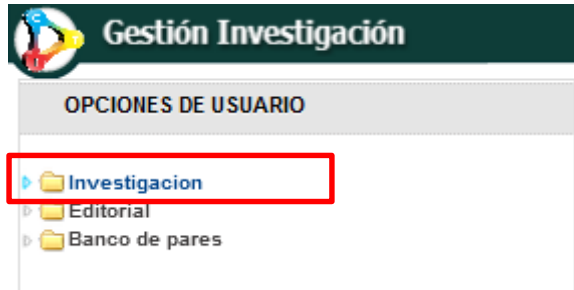 Gestión Investigación
OPCIONES DE USUARIO
Investigacion
Editorial
Banco de pares